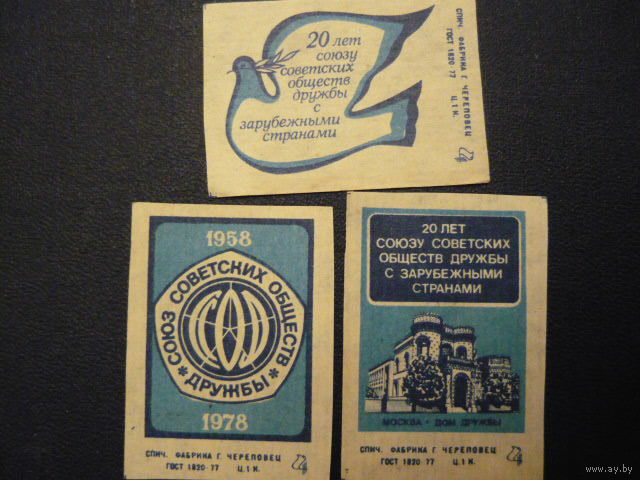 20 лет
союзу
советских
обществ
дружбы
с
зарубежными
странами
СПИЧ. ФАБРИКА Г. ЧЕРЕПОВЕЦ
ГОСТ 1820-77 Ц. 1 К.
1958
СОЮЗ СОВЕТСКИХ ОБЩЕСТВ
ДРУЖБЫ
1978
СПИЧ. ФАБРИКА Г. ЧЕРЕПОВЕЦ
ГОСТ 1820-77 Ц. 1 К.
20 ЛЕТ
СОЮЗУ СОВЕТСКИХ
ОБЩЕСТВ ДРУЖБЫ
С ЗАРУБЕЖНЫМИ
СТРАНАМИ
МОСКВА · ДОМ ДРУЖБЫ
СПИЧ. ФАБРИКА Г. ЧЕРЕПОВЕЦ
ГОСТ 1820-77 Ц. 1 К.
ay.by